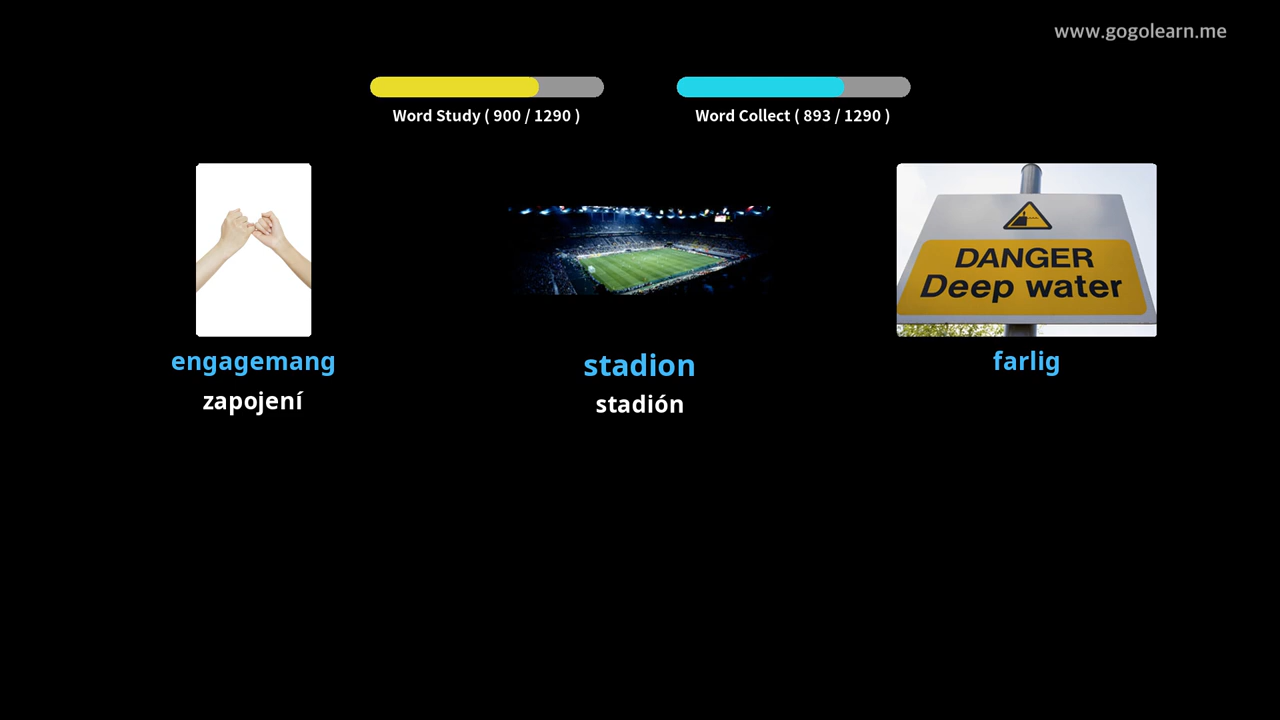 www.gogolearn.me
Word Study ( 900 / 1290 )
Word Collect ( 893 / 1290 )
DANGER
Deep water
engagemang
stadion
farlig
zapojení
stadión